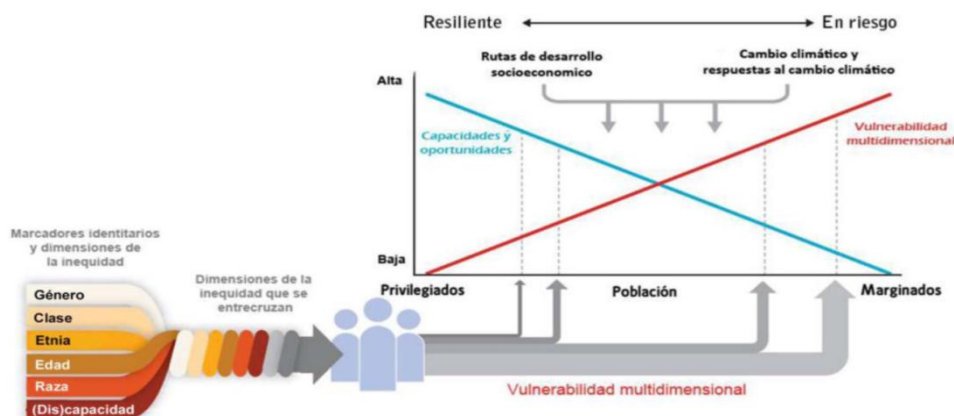 Resiliente
En riesgo
Rutas de desarrollo
socioeconomico
Cambio climático y
respuestas al cambio climático
Alta
Capacidades y
oportunidades
Vulnerabilidad
multidimensional
Baja
Privilegiados
Población
Marginados
Marcadores identitarios
y dimensiones de
la inequidad
Dimensiones de la
inequidad que se
entrecruzan
Género
Clase
Etnia
Edad
Raza
(Dis)capacidad
Vulnerabilidad multidimensional